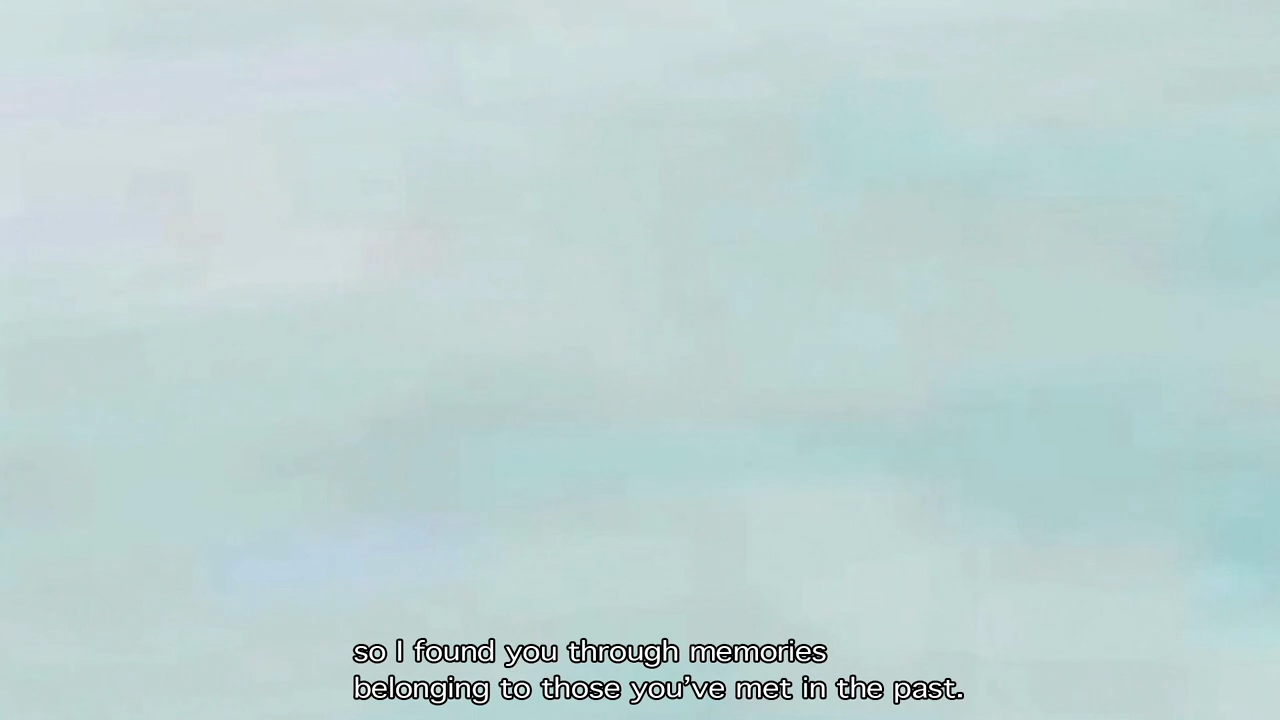 so I found you through memories
belonging to those you've met in the past.